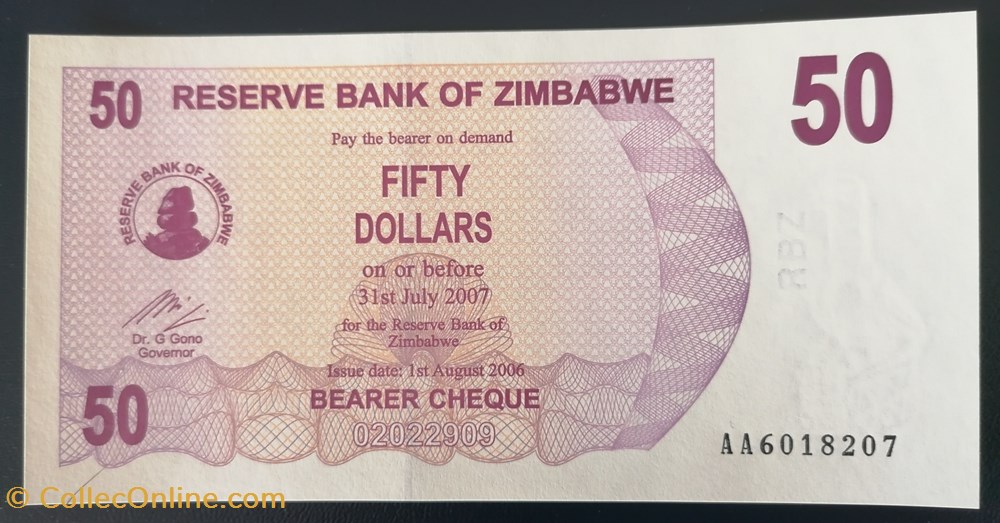 50
RESERVE BANK OF ZIMBABWE
50
Pay the bearer on demand
FIFTY
DOLLARS
RESERVE BANK OF ZIMBABWE
on or before
31st July 2007
for the Reserve Bank of
Zimbabwe
Dr. G Gono
Governor
Issue date: 1st August 2006
50
BEARER CHEQUE
02022909
RBZ
AA6018207
© CollecOnline.com